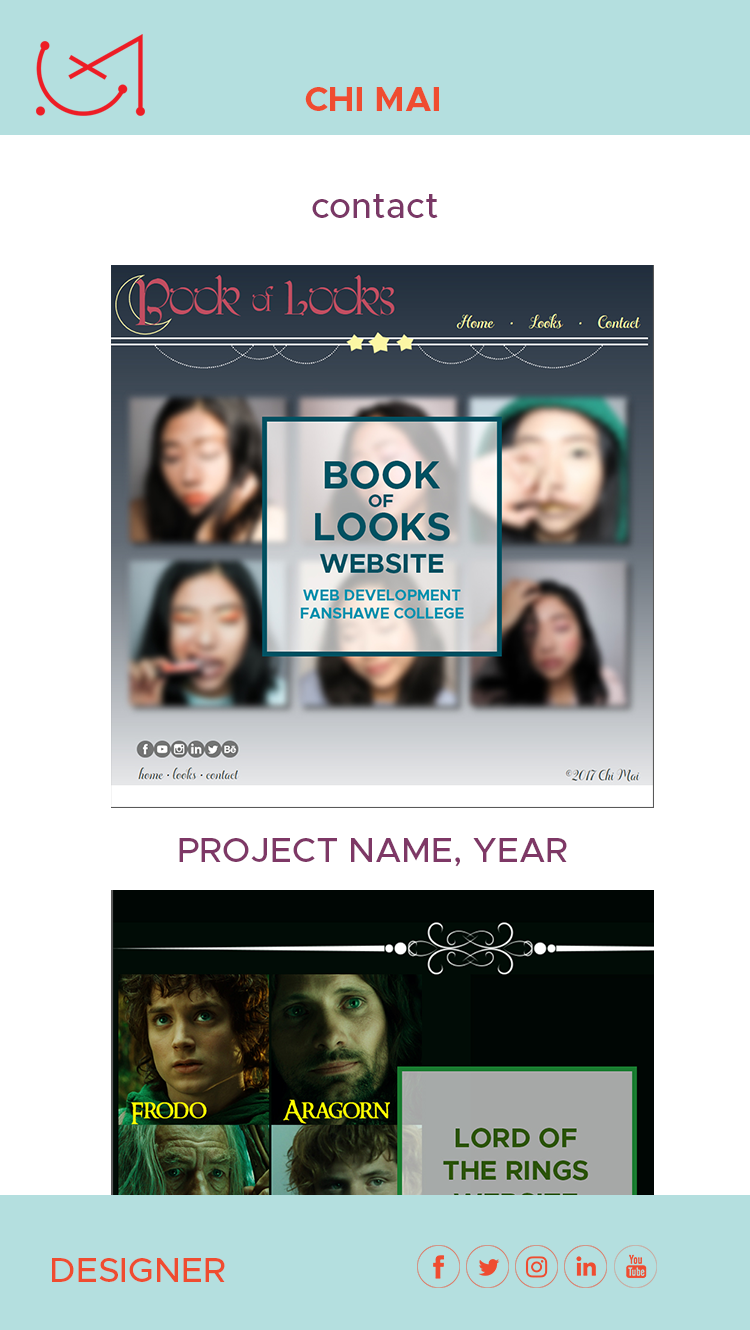 CHI MAI
contact
Book of Looks
Home · Looks · Contact
BOOK
OF
LOOKS
WEBSITE
WEB DEVELOPMENT
FANSHAWE COLLEGE
home · looks · contact
©2017 Chi Mai
PROJECT NAME, YEAR
FRODO
ARAGORN
LORD OF
THE RINGS
WEBSITE
DESIGNER
You
Tube